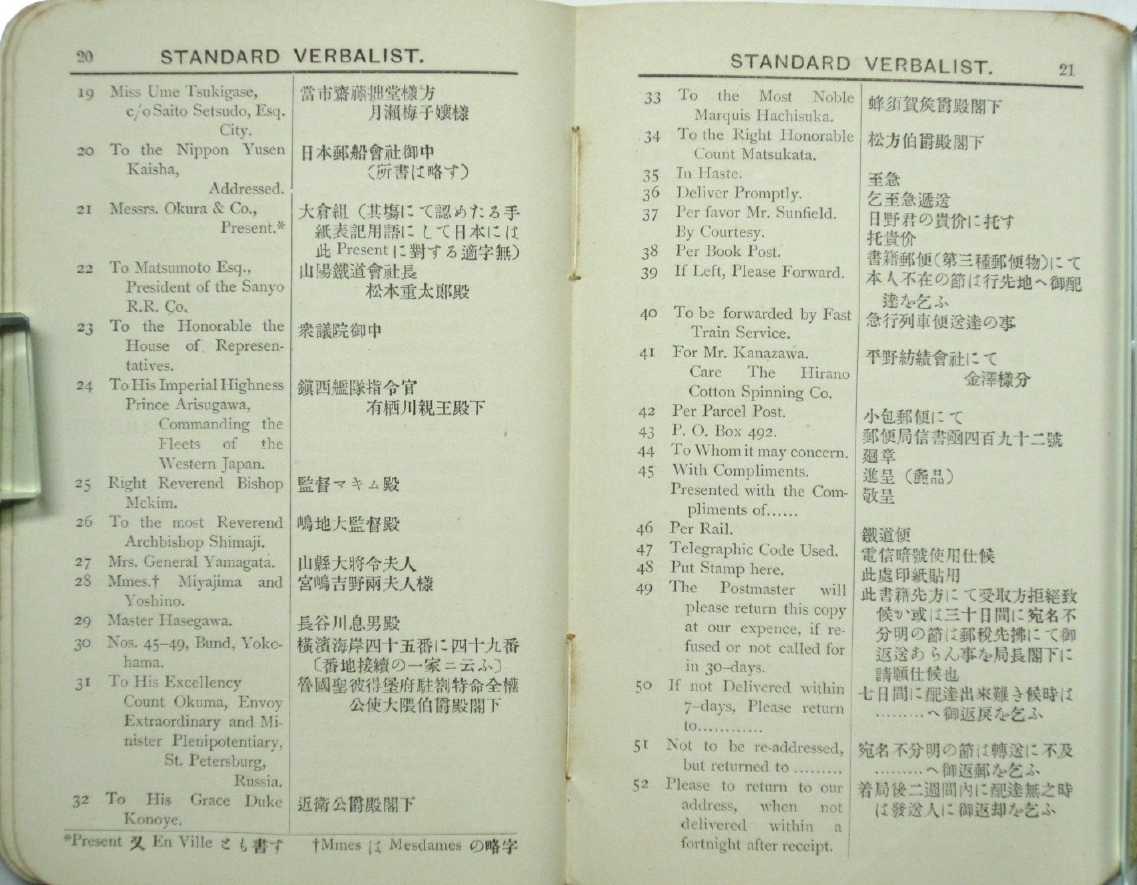 20 STANDARD VERBALIST.
19 Miss Ume Tsukigase,
c/o Saito Setsudo, Esq.
City.
當市齋藤拙堂樣方
月瀨梅子孃樣
20 To the Nippon Yusen
Kaisha,
Addressed.
日本郵船會社御中
(所書は略す)
21 Messrs. Okura & Co.,
Present.*
大倉組(其塲にて認めたる手
紙表記用語にして日本には
此 Present に對する適字無)
22 To Matsumoto Esq.,
President of the Sanyo
R.R. Co.
山陽鐵道會社長
松本重太郎殿
23 To the Honorable the
House of Represen-
tatives.
衆議院御中
24 To His Imperial Highness
Prince Arisugawa,
Commanding the
Fleets of the
Western Japan.
鎭西艦隊指令官
有栖川親王殿下
25 Right Reverend Bishop
Mckim.
監督マキム殿
26 To the most Reverend
Archbishop Shimaji.
嶋地大監督殿
27 Mrs. General Yamagata.
山縣大將令夫人
28 Mmes.† Miyajima and
Yoshino.
宮嶋吉野兩夫人樣
29 Master Hasegawa.
長谷川息男殿
30 Nos. 45–49, Bund, Yoko-
hama.
橫濱海岸四十五番に四十九番
〔番地接續の一家ニ云ふ〕
31 To His Excellency
Count Okuma, Envoy
Extraordinary and Mi-
nister Plenipotentiary,
St. Petersburg,
Russia.
魯國聖彼得堡府駐劄特命全權
公使大隈伯爵殿閣下
32 To His Grace Duke
Konoye.
近衛公爵殿閣下
*Present 又 En Ville とも書す †Mmes は Mesdames の略字
STANDARD VERBALIST. 21
33 To the Most Noble
Marquis Hachisuka.
蜂須賀矦爵殿閣下
34 To the Right Honorable
Count Matsukata.
松方伯爵殿閣下
35 In Haste.
至急
36 Deliver Promptly.
乞至急遞送
37 Per favor Mr. Sunfield.
By Courtesy.
日野君の貴价に托す
托貴价
38 Per Book Post.
書籍郵便(第三種郵便物)にて
39 If Left, Please Forward.
本人不在の節は行先地へ御配
達を乞ふ
40 To be forwarded by Fast
Train Service.
急行列車便送達の事
41 For Mr. Kanazawa.
Care The Hirano
Cotton Spinning Co.
平野紡績會社にて
金澤樣分
42 Per Parcel Post.
小包郵便にて
43 P. O. Box 492.
郵便局信書凾四百九十二號
44 To Whom it may concern.
廻章
45 With Compliments.
Presented with the Com-
pliments of......
進呈(品)
敬呈
46 Per Rail.
鐵道便
47 Telegraphic Code Used.
電信暗號使用仕候
48 Put Stamp here.
此處印紙貼用
49 The Postmaster will
please return this copy
at our expence, if re-
fused or not called for
in 30–days.
此書籍先方にて受取方拒絕致
候か或は三十日間に宛名不
分明の節は郵稅先拂にて御
返送あらん事を局長閣下に
請願仕候也
50 If not Delivered within
7–days, Please return
to............
七日間に配達出來難き候時は
.........へ御返戾を乞ふ
51 Not to be re-addressed,
but returned to .........
宛名不分明の節は轉送に不及
.........へ御返郵を乞ふ
52 Please to return to our
address, when not
delivered within a
fortnight after receipt.
着局後二週間內に配達無之時
は發送人に御返却を乞ふ